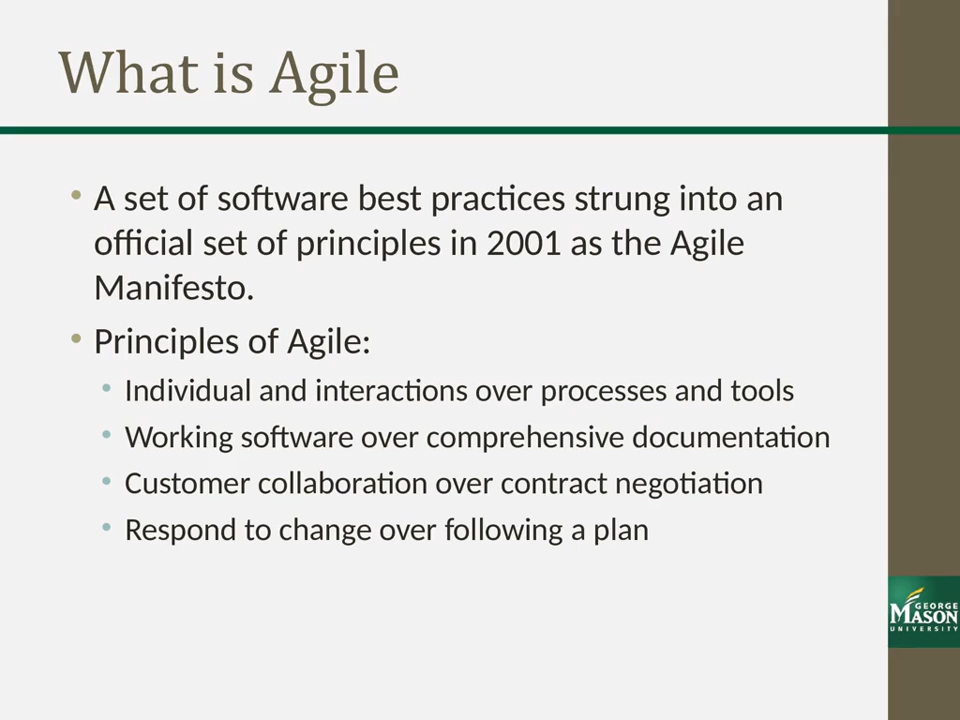 What is Agile
• A set of software best practices strung into an
official set of principles in 2001 as the Agile
Manifesto.
• Principles of Agile:
• Individual and interactions over processes and tools
• Working software over comprehensive documentation
• Customer collaboration over contract negotiation
• Respond to change over following a plan
GEORGE
MASON
UNIVERSITY